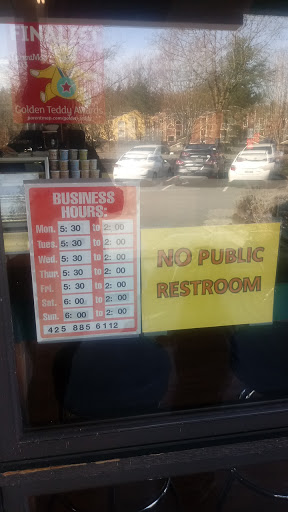 FINALIST
Golden Teddy Awards
BUSINESS
HOURS:
Mon. 5:30 to 2:00
Tues. 5:30 to 2:00
Wed. 5:30 to 2:00
Thur. 5:30 to 2:00
Fri. 5:30 to 2:00
Sat. 6:00 to 2:00
Sun. 6:00 to 2:00
425 885 6112
NO PUBLIC
RESTROOM